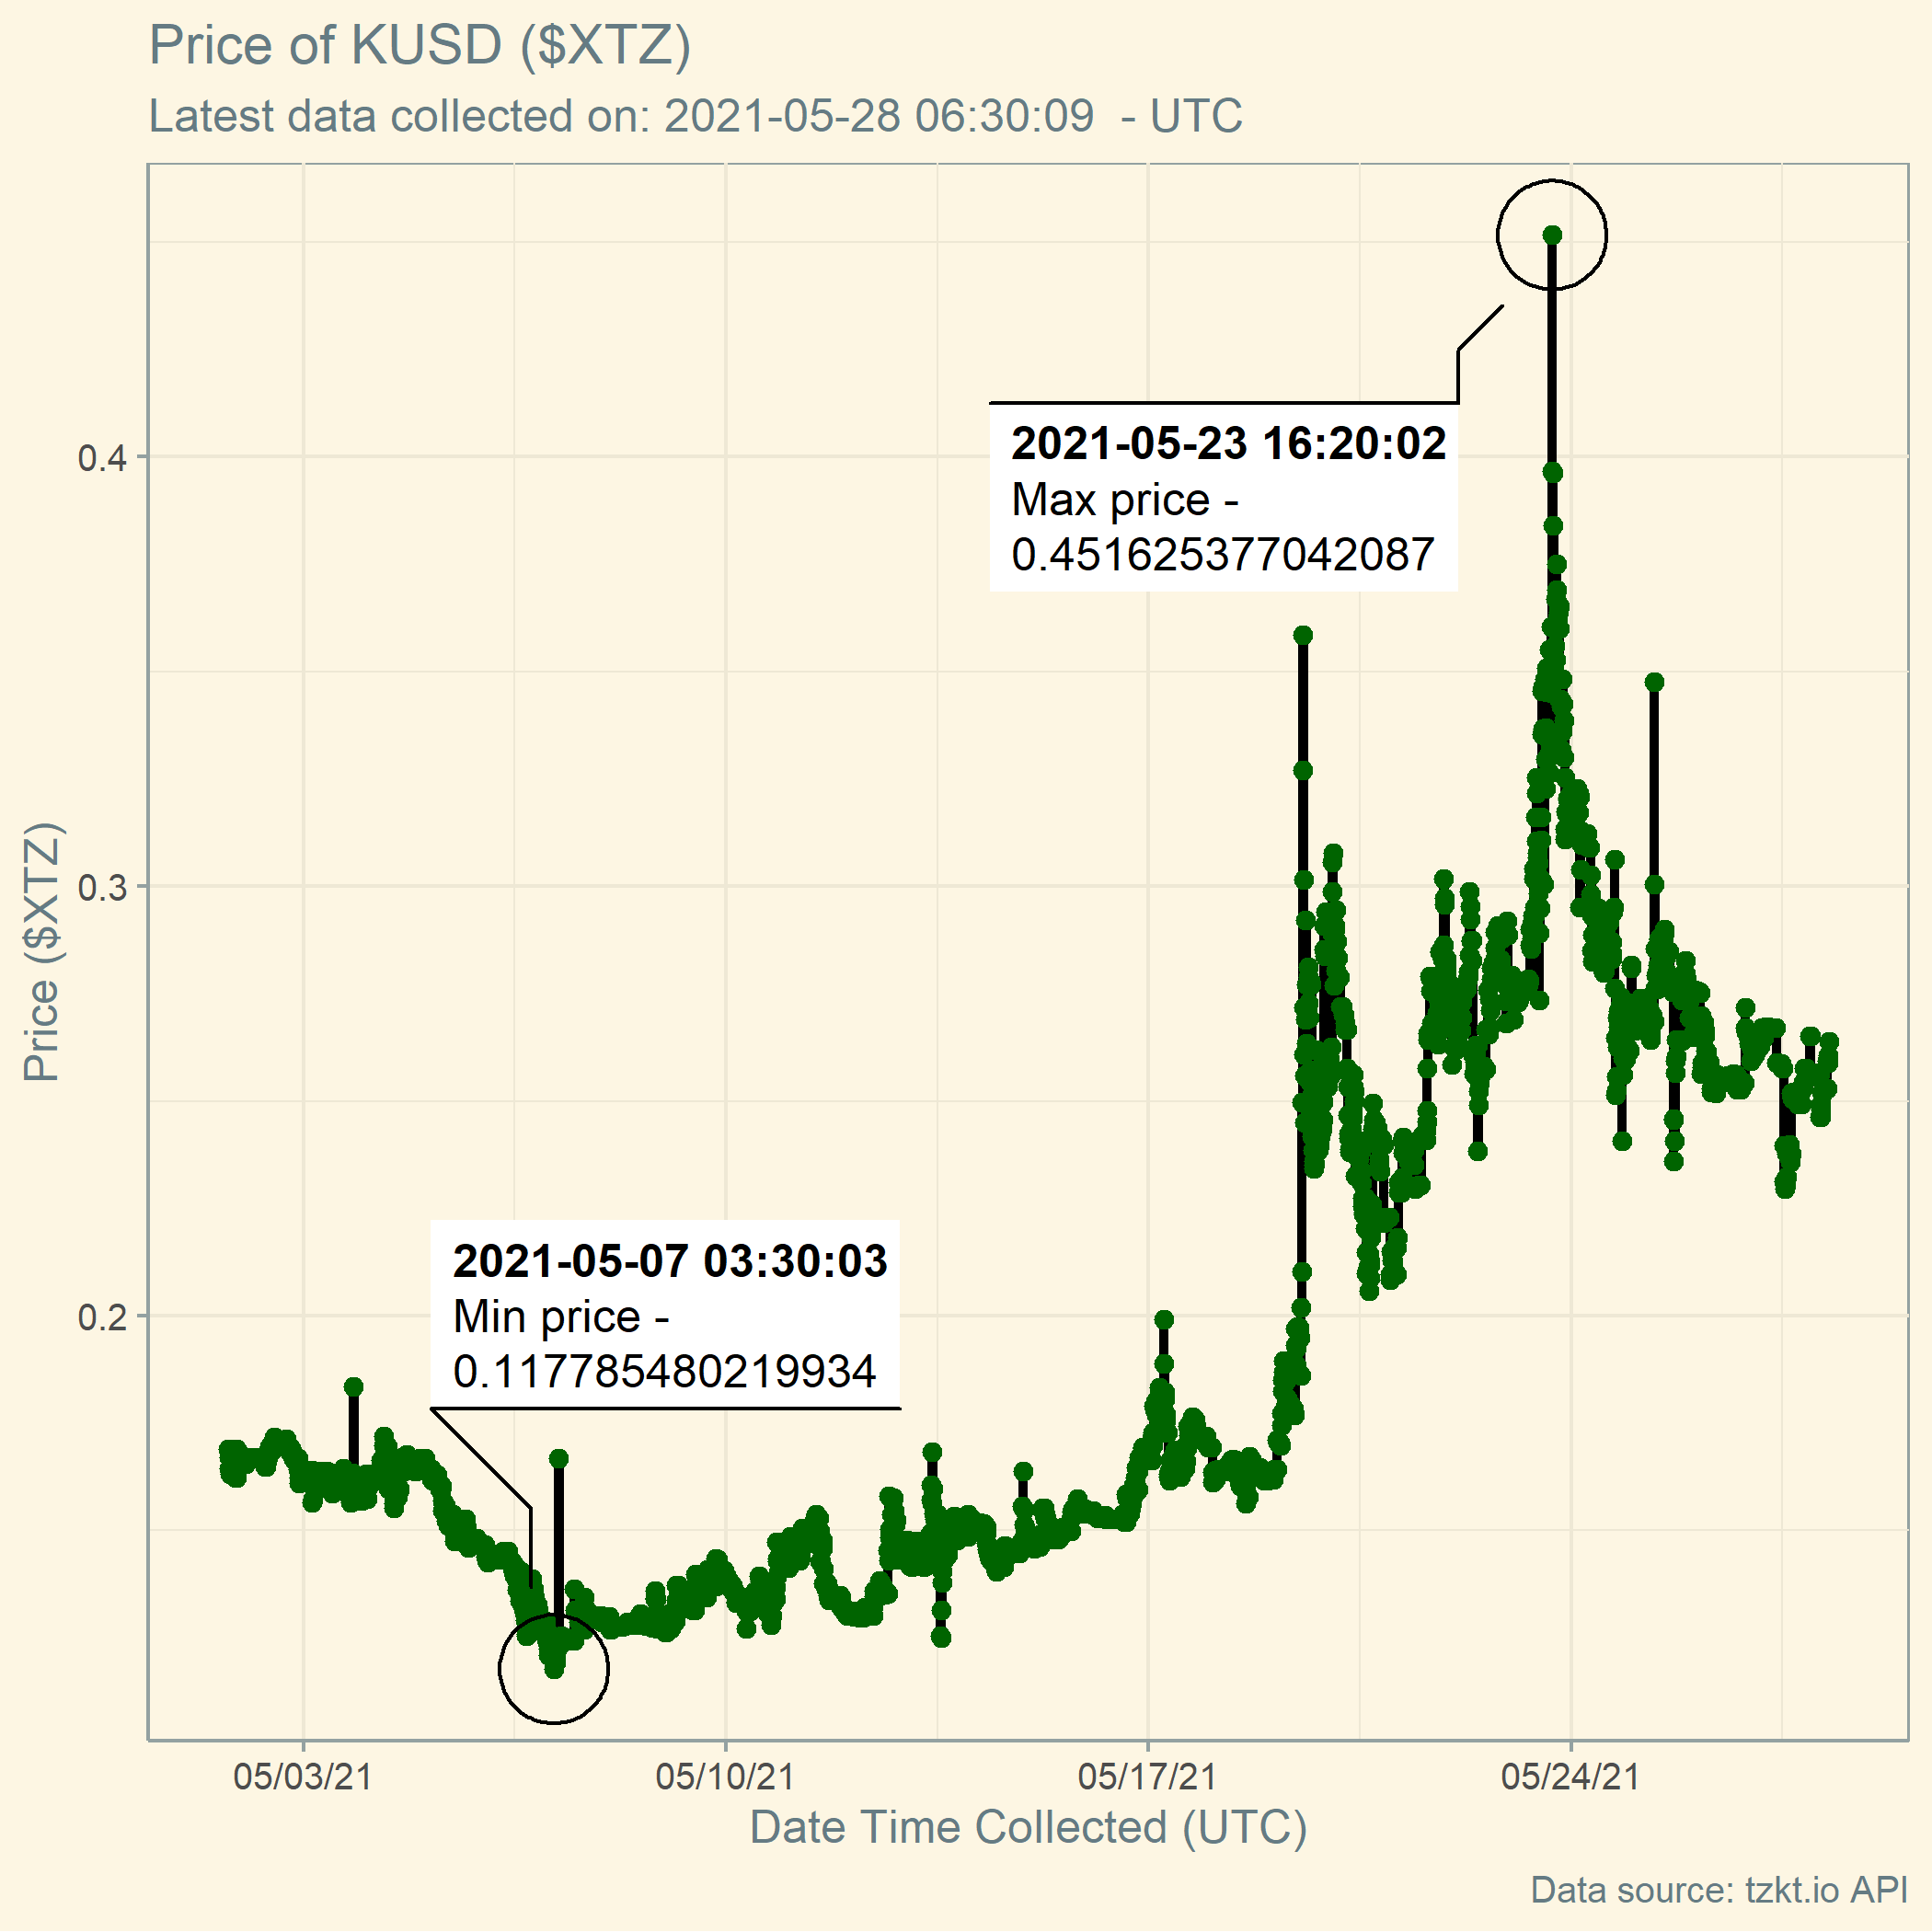 Price of KUSD ($XTZ)
Latest data collected on: 2021-05-28 06:30:09  - UTC
2021-05-23 16:20:02
Max price -
0.451625377042087
2021-05-07 03:30:03
Min price -
0.117785480219934
Price ($XTZ)
0.4
0.3
0.2
05/03/21
05/10/21
05/17/21
05/24/21
Date Time Collected (UTC)
Data source: tzkt.io API